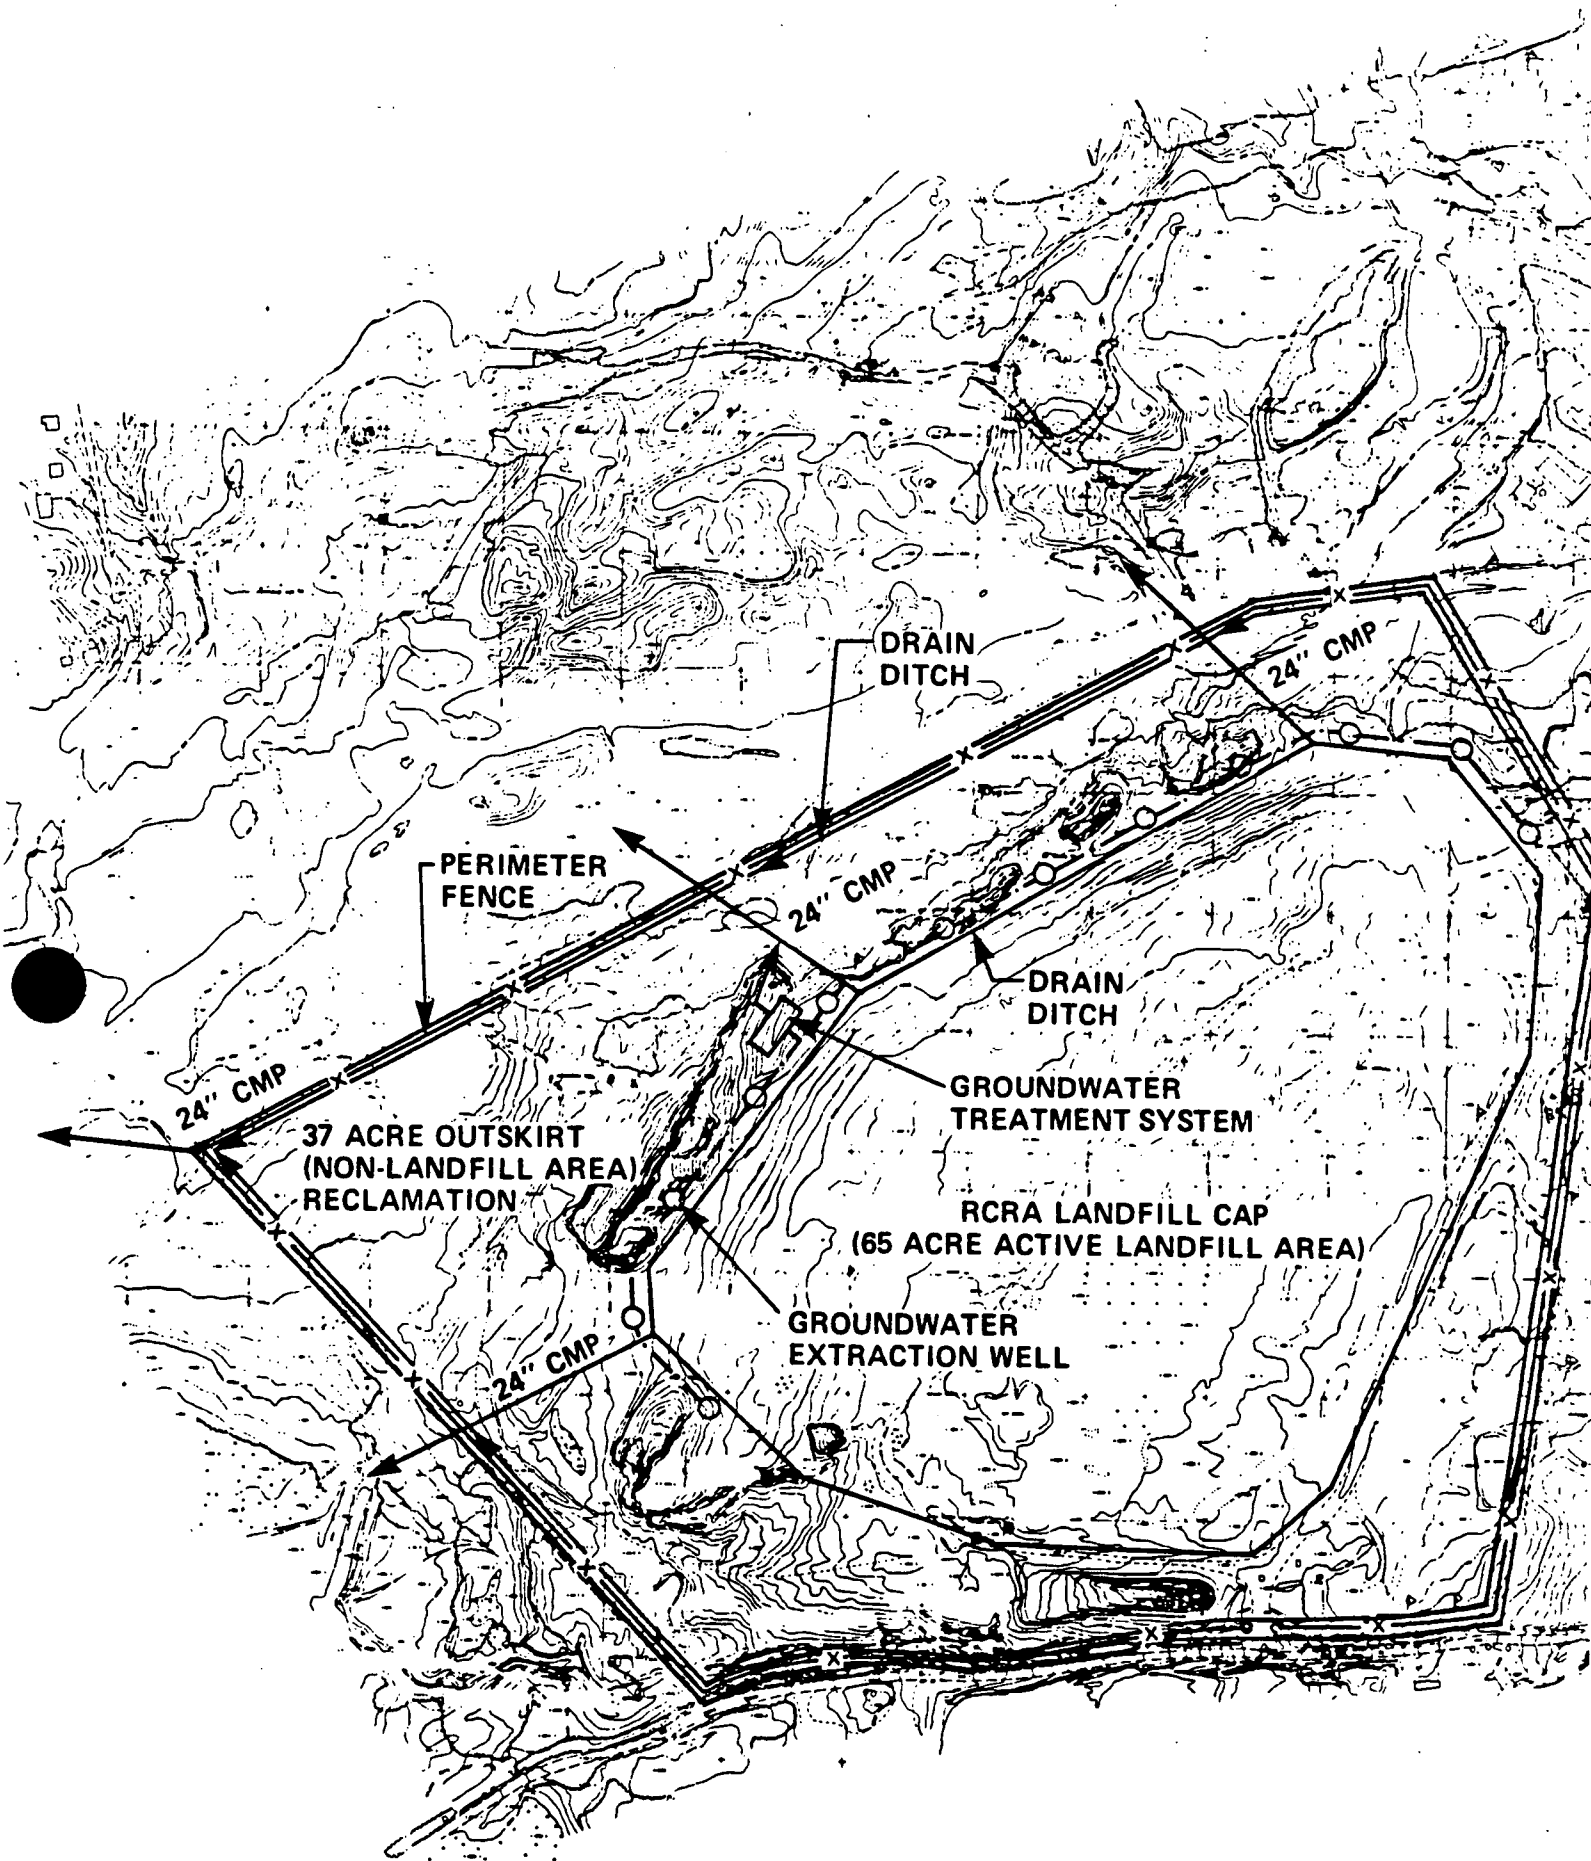 DRAIN
DITCH
24" CMP
PERIMETER
FENCE
24" CMP
DRAIN
DITCH
24" CMP
GROUNDWATER
TREATMENT SYSTEM
37 ACRE OUTSKIRT
(NON-LANDFILL AREA)
RECLAMATION
RCRA LANDFILL CAP
(65 ACRE ACTIVE LANDFILL AREA)
GROUNDWATER
EXTRACTION WELL
24" CMP